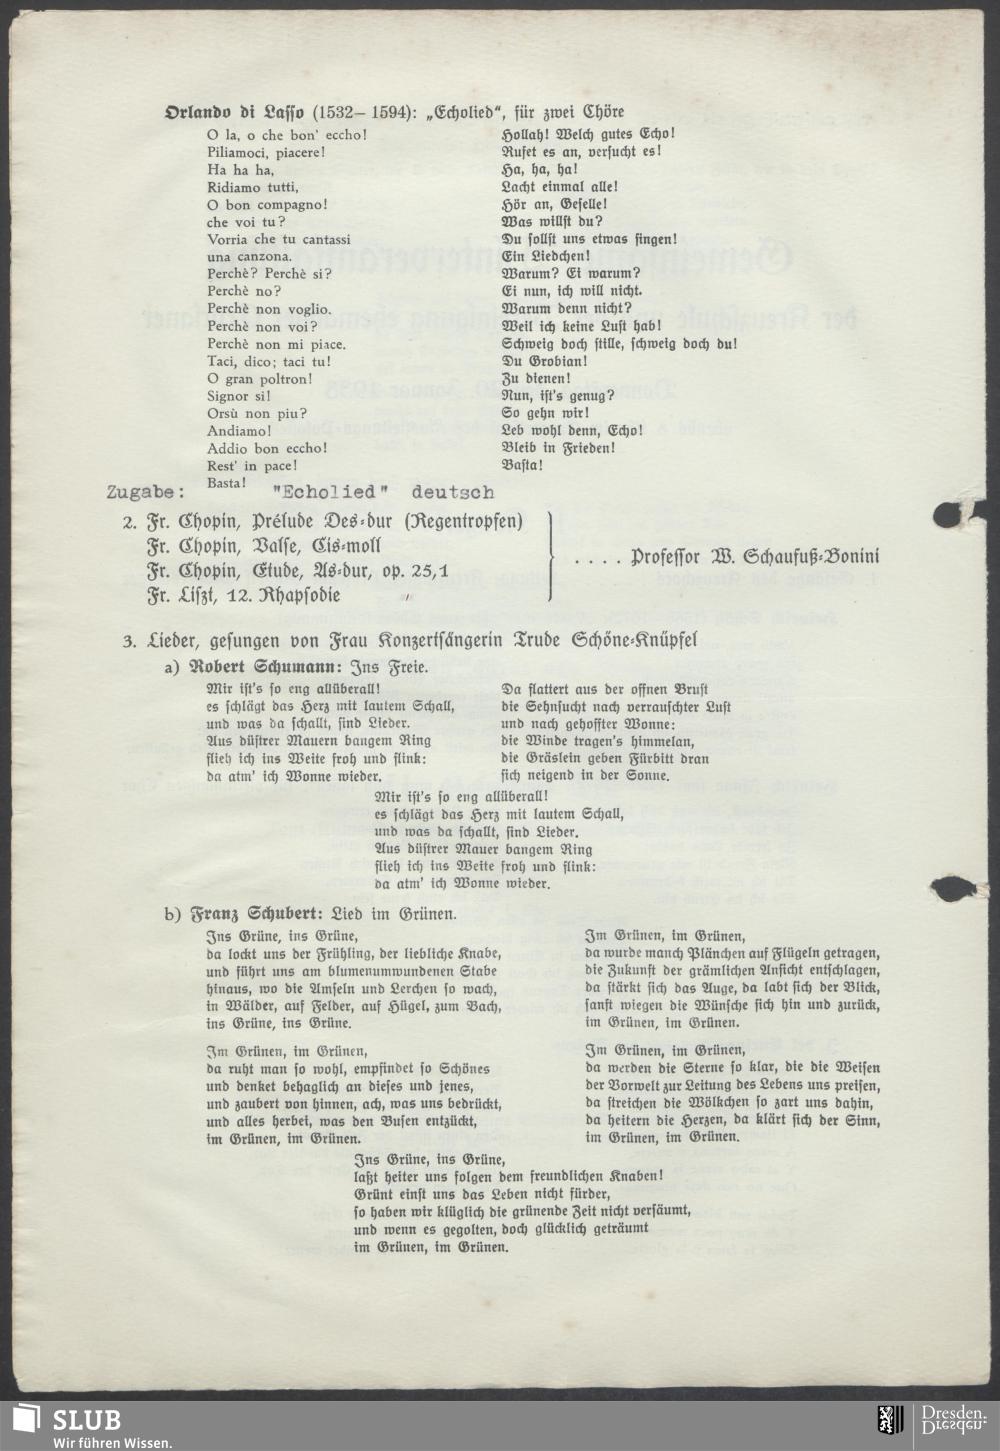 Orlando di Lasso (1532– 1594): „Echolied“, für zwei Chöre
O la, o che bon' eccho!
Piliamoci, piacere!
Ha ha ha,
Ridiamo tutti,
O bon compagno!
che voi tu?
Vorria che tu cantassi
una canzona.
Perchè? Perchè si?
Perchè no?
Perchè non voglio.
Perchè non voi?
Perchè non mi piace.
Taci, dico; taci tu!
O gran poltron!
Signor si!
Orsù non piu?
Andiamo!
Addio bon eccho!
Rest' in pace!
Basta!
Hollah! Welch gutes Echo!
Rufet es an, versucht es!
Ha, ha, ha!
Lacht einmal alle!
Hör an, Geselle!
Was willst du?
Du sollst uns etwas singen!
Ein Liedchen!
Warum? Ei warum?
Ei nun, ich will nicht.
Warum denn nicht?
Weil ich keine Lust hab!
Schweig doch stille, schweig doch du!
Du Grobian!
Zu dienen!
Nun, ist's genug?
So gehn wir!
Leb wohl denn, Echo!
Bleib in Frieden!
Basta!
Zugabe: "Echolied" deutsch
2. Fr. Chopin, Prélude Des-dur (Regentropfen)
Fr. Chopin, Valse, Cis-moll
Fr. Chopin, Etude, As-dur, op. 25,1
Fr. Liszt, 12. Rhapsodie
. . . . Professor W. Schaufuß-Bonini
3. Lieder, gesungen von Frau Konzertsängerin Trude Schöne-Knüpfel
a) Robert Schumann: Ins Freie.
Mir ist's so eng allüberall!
es schlägt das Herz mit lautem Schall,
und was da schallt, sind Lieder.
Aus düstrer Mauern bangem Ring
flieh ich ins Weite froh und flink:
da atm' ich Wonne wieder.
Da flattert aus der offnen Brust
die Sehnsucht nach verrauschter Lust
und nach gehoffter Wonne:
die Winde tragen's himmelan,
die Gräslein geben Fürbitt dran
sich neigend in der Sonne.
Mir ist's so eng allüberall!
es schlägt das Herz mit lautem Schall,
und was da schallt, sind Lieder.
Aus düstrer Mauer bangem Ring
flieh ich ins Weite froh und flink:
da atm' ich Wonne wieder.
b) Franz Schubert: Lied im Grünen.
Ins Grüne, ins Grüne,
da lockt uns der Frühling, der liebliche Knabe,
und führt uns am blumenumwundenen Stabe
hinaus, wo die Amseln und Lerchen so wach,
in Wälder, auf Felder, auf Hügel, zum Bach,
ins Grüne, ins Grüne.
Im Grünen, im Grünen,
da ruht man so wohl, empfindet so Schönes
und denket behaglich an dieses und jenes,
und zaubert von hinnen, ach, was uns bedrückt,
und alles herbei, was den Busen entzückt,
im Grünen, im Grünen.
Im Grünen, im Grünen,
da wurde manch Plänchen auf Flügeln getragen,
die Zukunft der grämlichen Ansicht entschlagen,
da stärkt sich das Auge, da labt sich der Blick,
sanft wiegen die Wünsche sich hin und zurück,
im Grünen, im Grünen.
Im Grünen, im Grünen,
da werden die Sterne so klar, die die Weisen
der Vorwelt zur Leitung des Lebens uns preisen,
da streichen die Wölkchen so zart uns dahin,
da heitern die Herzen, da klärt sich der Sinn,
im Grünen, im Grünen.
Ins Grüne, ins Grüne,
laßt heiter uns folgen dem freundlichen Knaben!
Grünt einst uns das Leben nicht fürder,
so haben wir klüglich die grünende Zeit nicht versäumt,
und wenn es gegolten, doch glücklich geträumt
im Grünen, im Grünen.
SLUB
Wir führen Wissen.
Dresden.
Dresden.